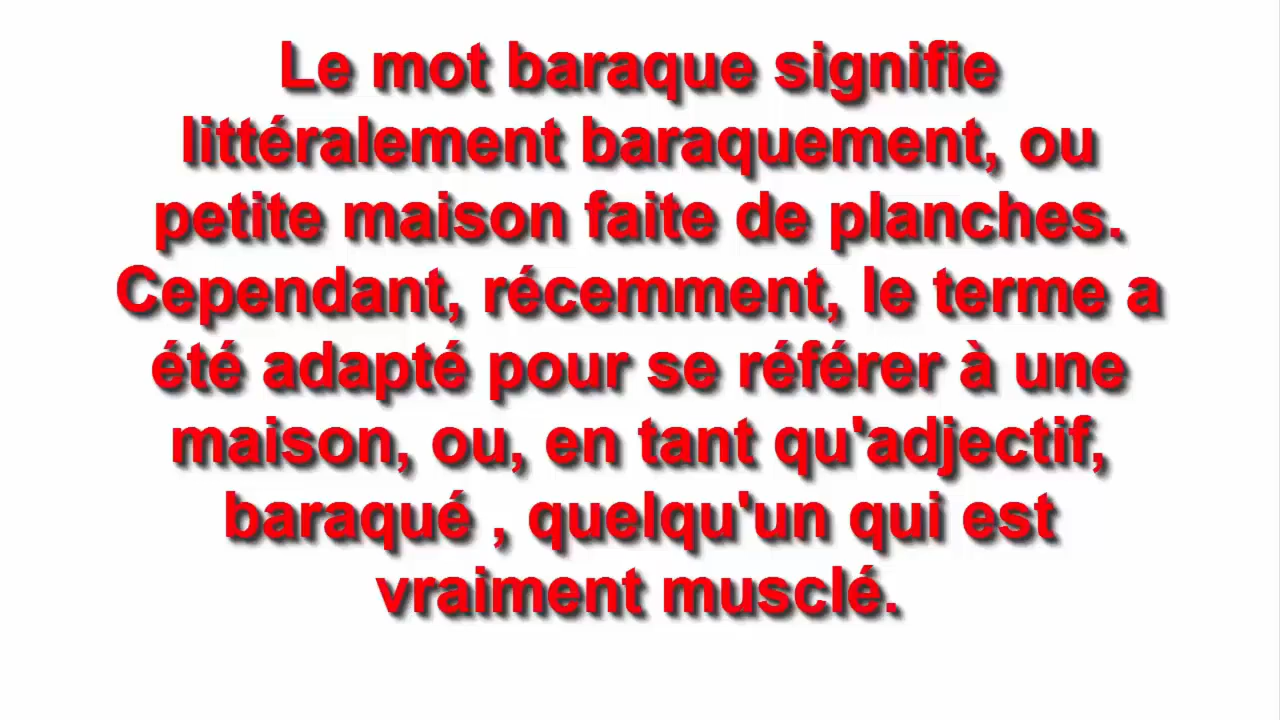 Le mot baraque signifie
littéralement baraquement, ou
petite maison faite de planches.
Cependant, récemment, le terme a
été adapté pour se référer à une
maison, ou, en tant qu'adjectif,
baraqué , quelqu'un qui est
vraiment musclé.